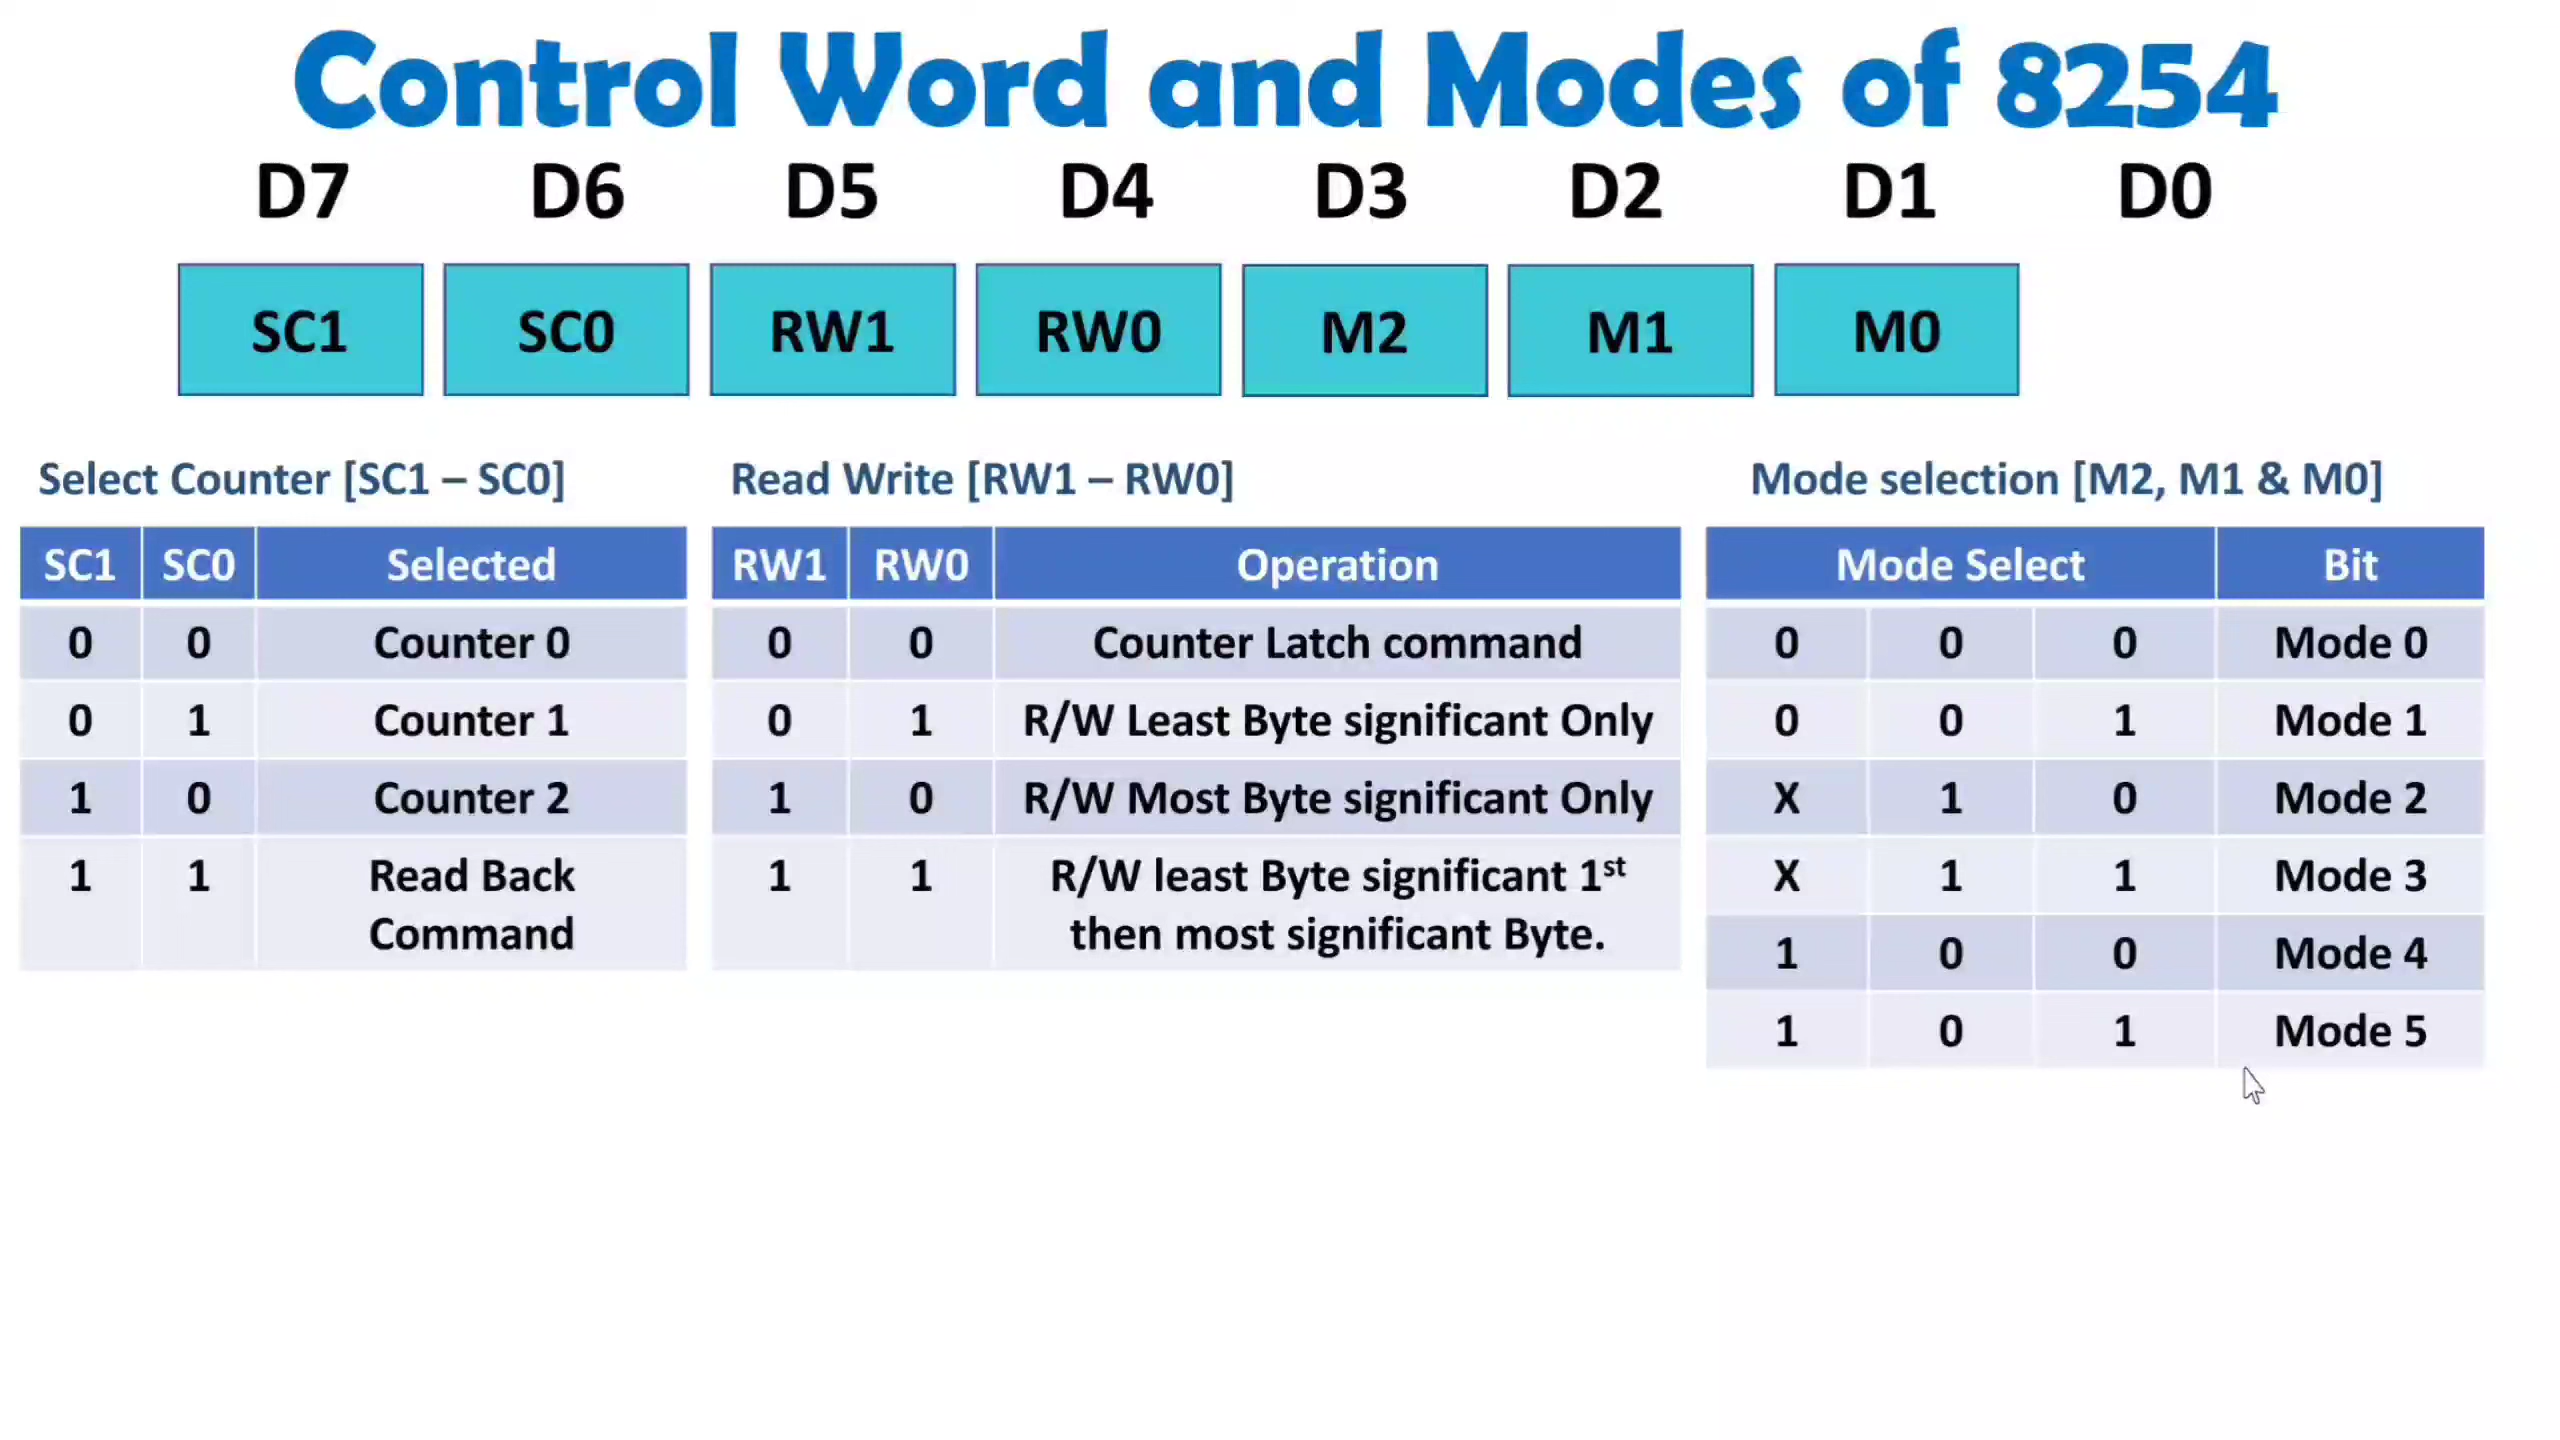 Control Word and Modes of 8254
D7 D6 D5 D4 D3 D2 D1 D0
SC1 SC0 RW1 RW0 M2 M1 M0
Select Counter [SC1 – SC0]
SC1 SC0 Selected
0 0 Counter 0
0 1 Counter 1
1 0 Counter 2
1 1 Read Back
Command
Read Write [RW1 – RW0]
RW1 RW0 Operation
0 0 Counter Latch command
0 1 R/W Least Byte significant Only
1 0 R/W Most Byte significant Only
1 1 R/W least Byte significant 1st
then most significant Byte.
Mode selection [M2, M1 & M0]
Mode Select Bit
0 0 0 Mode 0
0 0 1 Mode 1
X 1 0 Mode 2
X 1 1 Mode 3
1 0 0 Mode 4
1 0 1 Mode 5